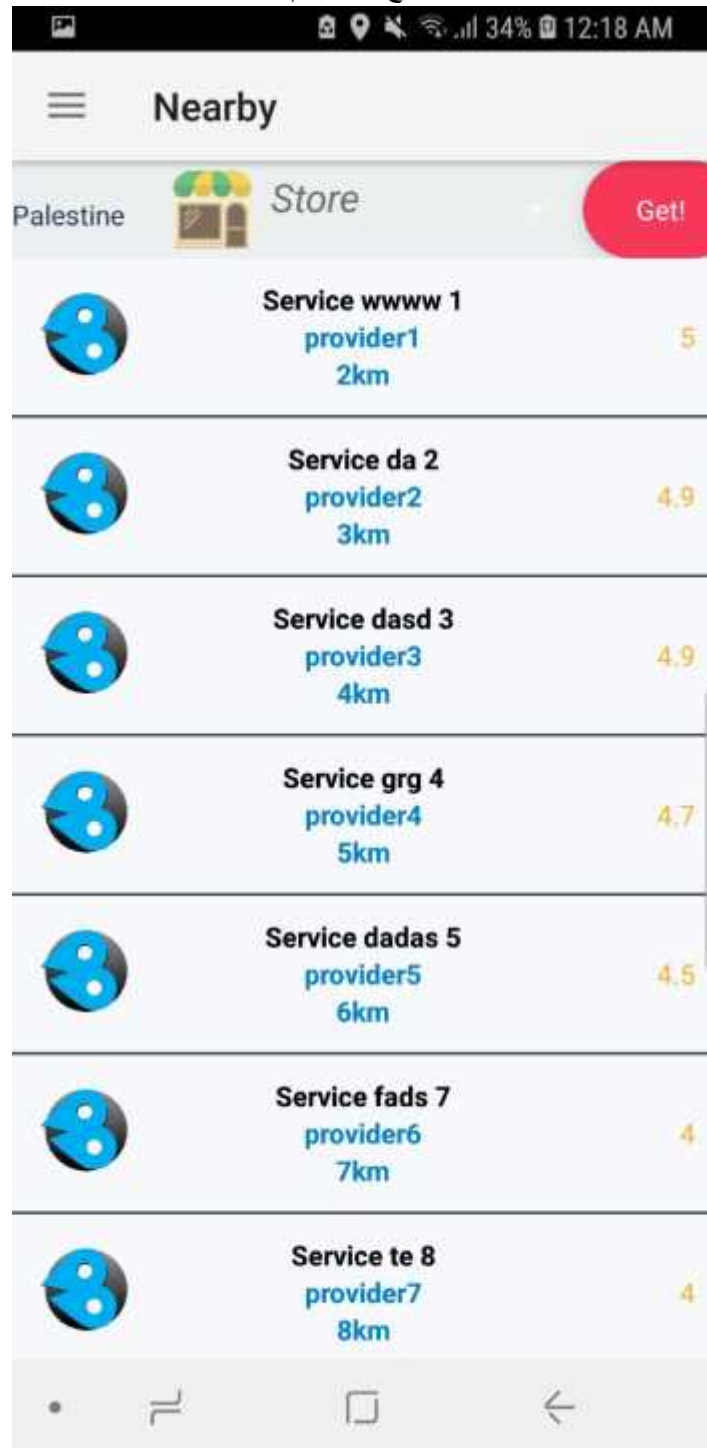 34% 12:18 AM
Nearby
Palestine
Store
Get!
Service wwww 1
provider1
2km
5
Service da 2
provider2
3km
4.9
Service dasd 3
provider3
4km
4.9
Service grg 4
provider4
5km
4.7
Service dadas 5
provider5
6km
4.5
Service fads 7
provider6
7km
4
Service te 8
provider7
8km
4